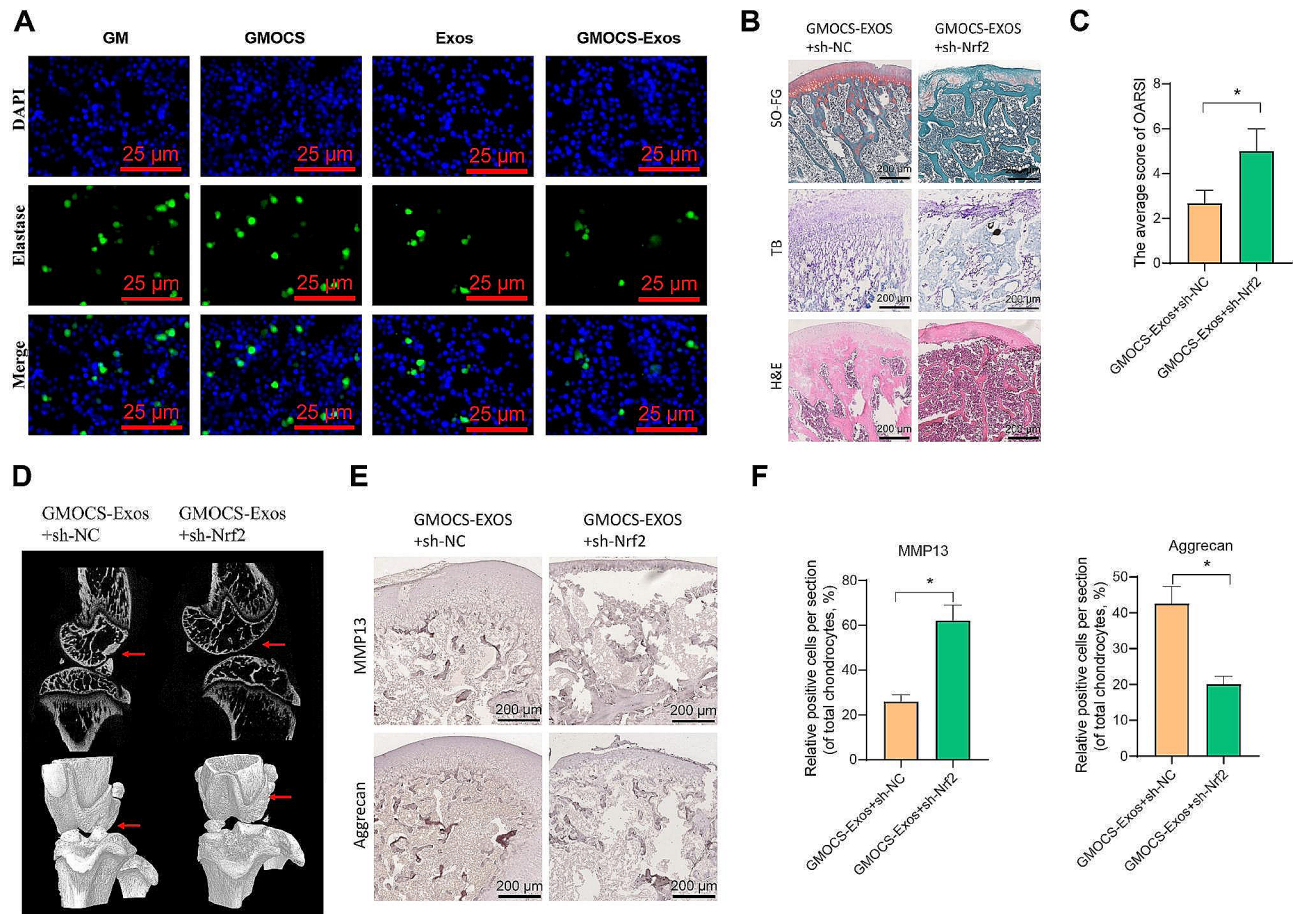 A
GM
GMOCS
Exos
GMOCS-Exos
DAPI
25 µm
25 µm
25 µm
25 µm
Elastase
25 µm
25 µm
25 µm
25 µm
Merge
25 µm
25 µm
25 µm
25 µm
B
GMOCS-EXOS
+sh-NC
GMOCS-EXOS
+sh-Nrf2
SO-FG
200 µm
200 µm
TB
200 µm
200 µm
H&E
200 µm
200 µm
C
The average score of OARSI
8
6
4
2
0
*
GMOCS-Exos+sh-NC
GMOCS-Exos+sh-Nrf2
D
GMOCS-Exos
+sh-NC
GMOCS-Exos
+sh-Nrf2
E
GMOCS-EXOS
+sh-NC
GMOCS-EXOS
+sh-Nrf2
MMP13
200 µm
200 µm
Aggrecan
200 µm
200 µm
F
MMP13
Relative positive cells per section
(of total chondrocytes, %)
80
60
40
20
0
*
GMOCS-Exos+sh-NC
GMOCS-Exos+sh-Nrf2
Aggrecan
Relative positive cells per section
(of total chondrocytes, %)
50
40
30
20
10
0
*
GMOCS-Exos+sh-NC
GMOCS-Exos+sh-Nrf2